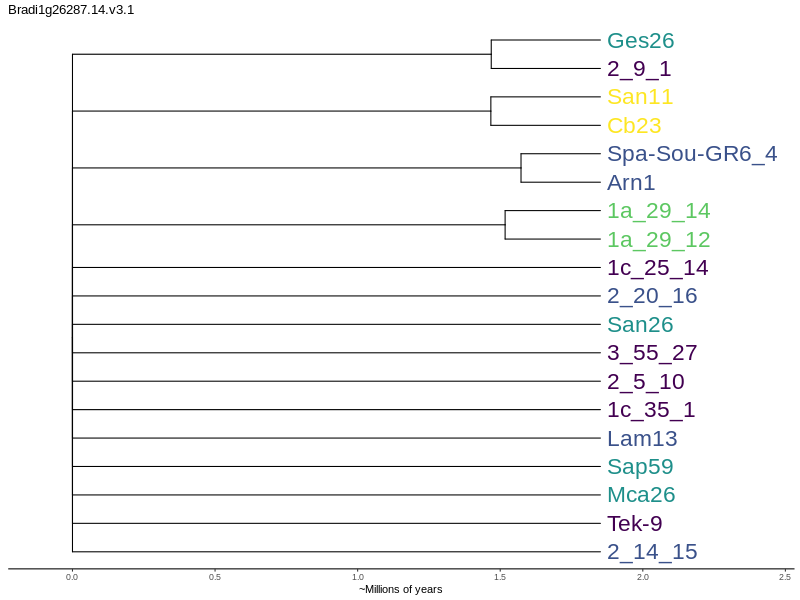 Bradi1g26287.14.v3.1
Ges26
2_9_1
San11
Cb23
Spa-Sou-GR6_4
Arn1
1a_29_14
1a_29_12
1c_25_14
2_20_16
San26
3_55_27
2_5_10
1c_35_1
Lam13
Sap59
Mca26
Tek-9
2_14_15
0.0 0.5 1.0 1.5 2.0 2.5
~Millions of years